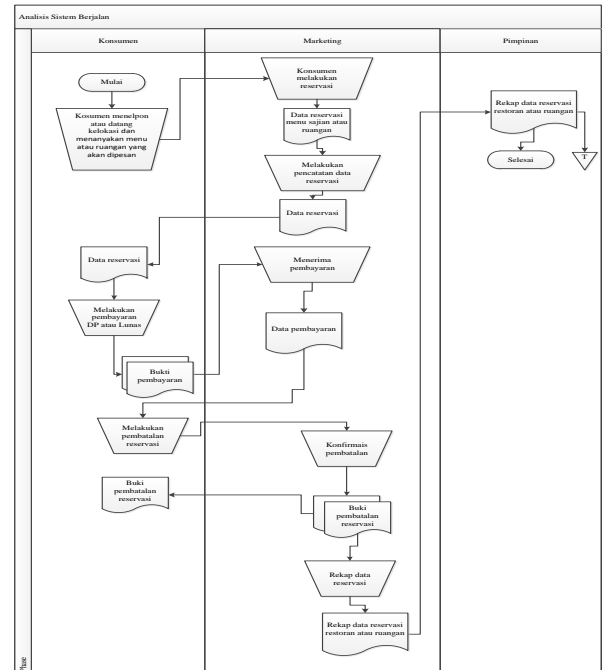 Analisis Sistem Berjalan
Konsumen
Marketing
Pimpinan
Mulai
Kosumen menelpon
atau datang
kelokasi dan
menanyakan menu
atau ruangan yang
akan dipesan
Konsumen
melakukan
reservasi
Data reservasi
menu sajian atau
ruangan
Melakukan
pencatatan data
reservasi
Data reservasi
Data reservasi
Melakukan
pembayaran
DP atau Lunas
Bukti
pembayaran
Menerima
pembayaran
Data pembayaran
Melakukan
pembatalan
reservasi
Konfirmais
pembatalan
Buki
pembatalan
reservasi
Buki
pembatalan
reservasi
Rekap data
reservasi
Rekap data reservasi
restoran atau ruangan
Rekap data reservasi
restoran atau ruangan
Selesai
T
Phase